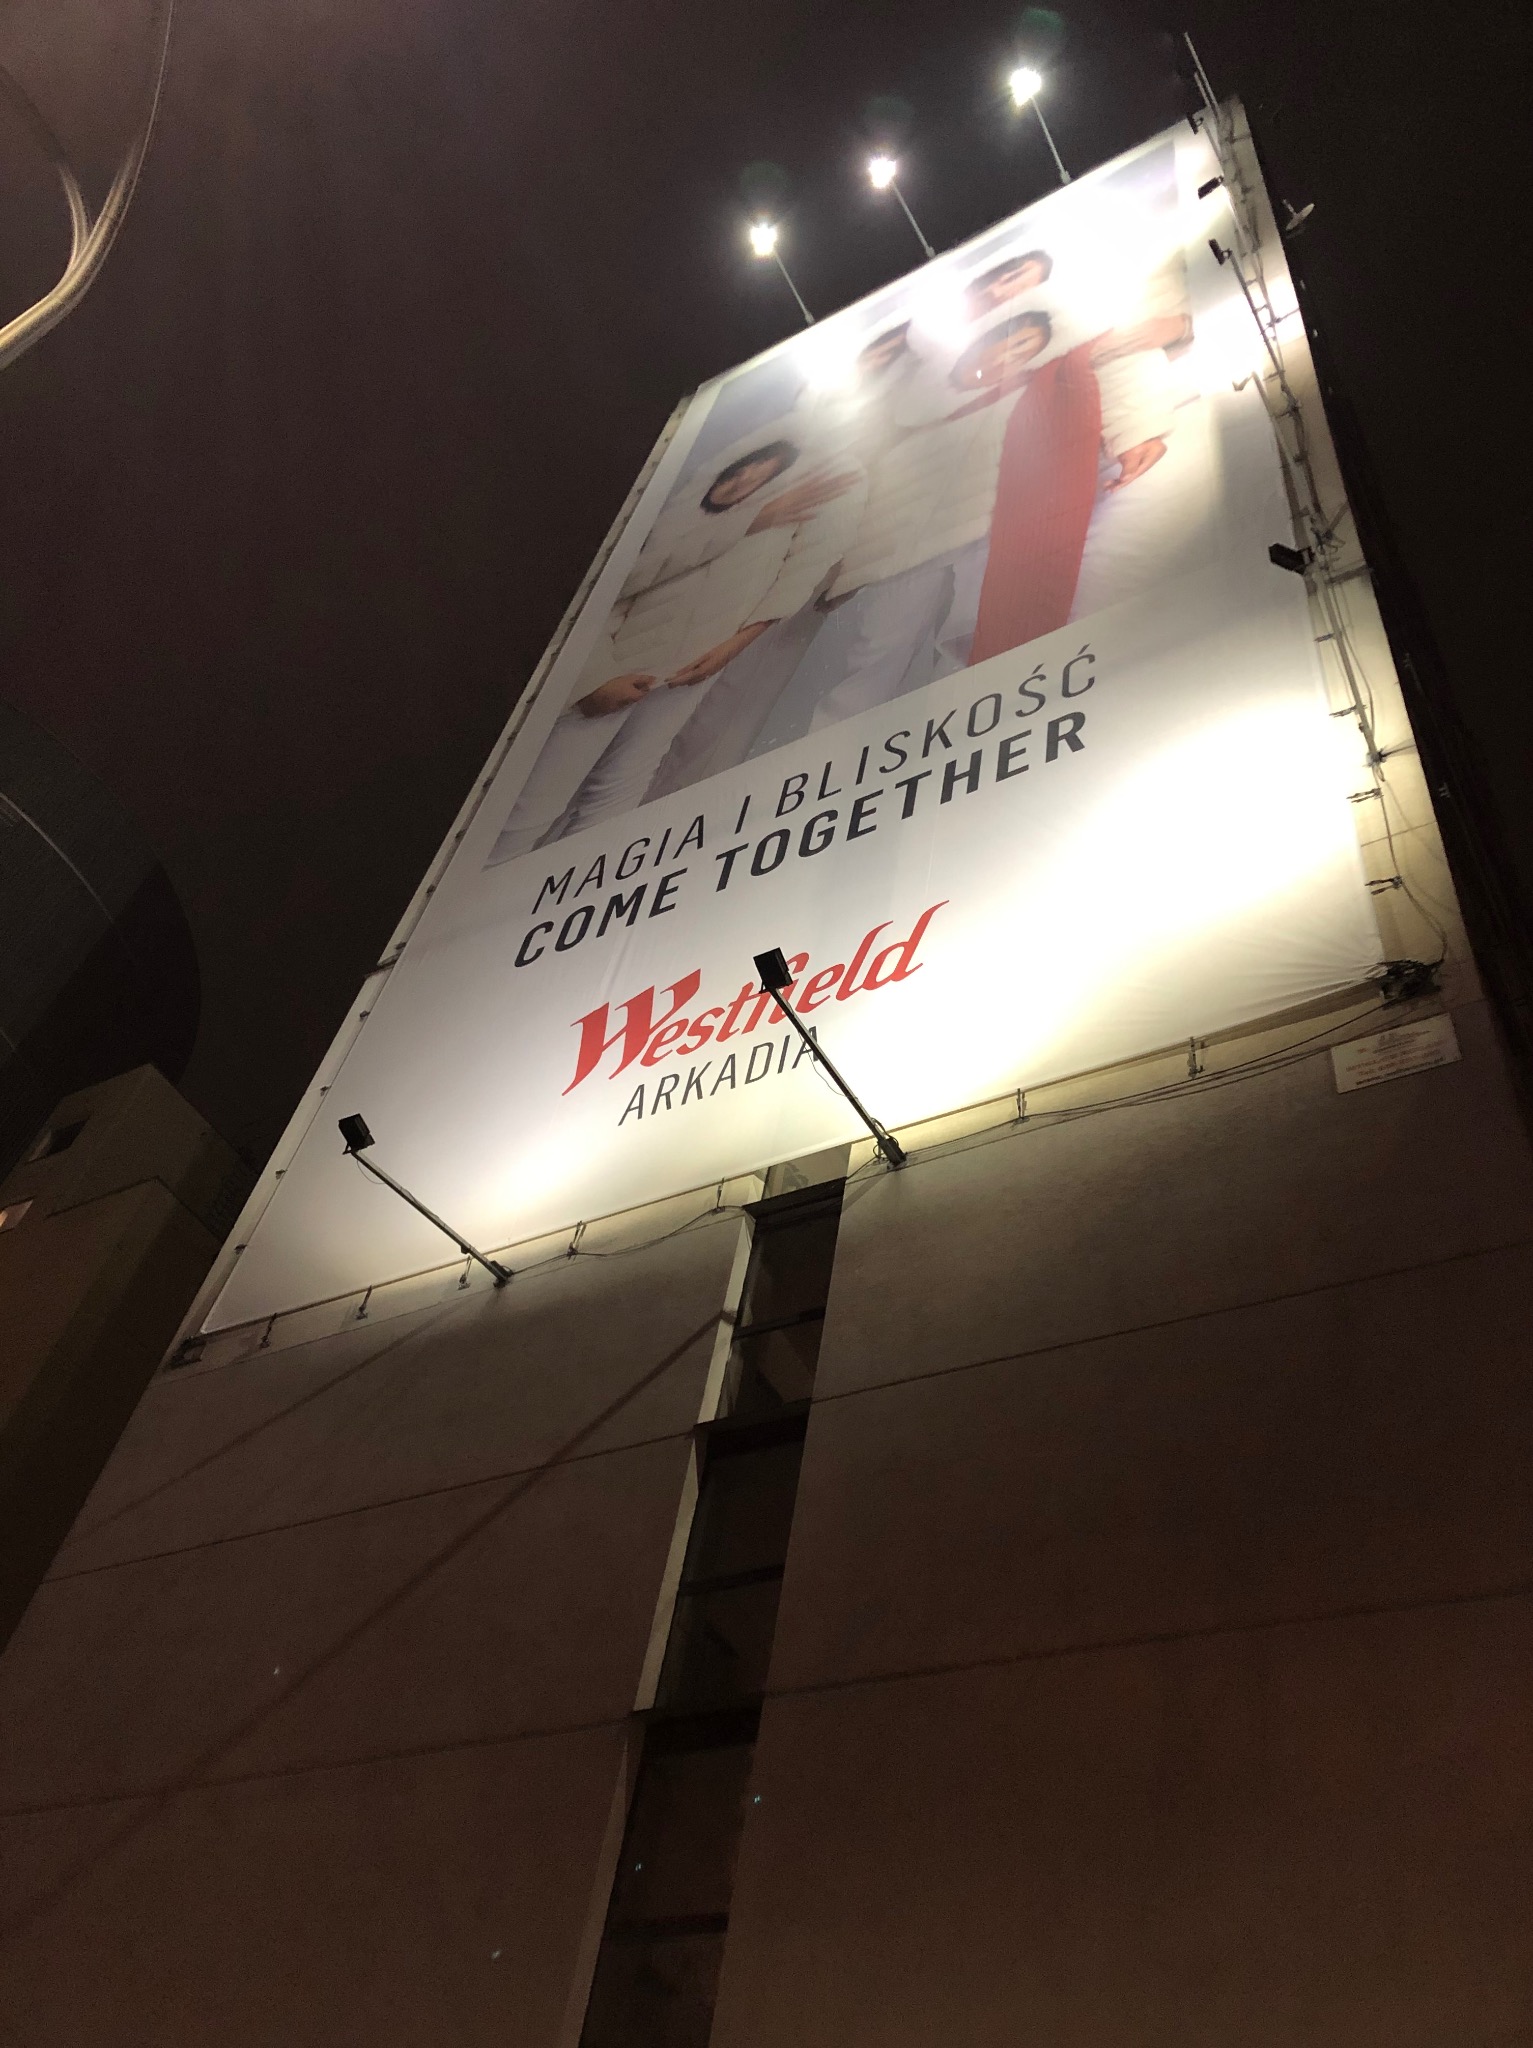 MAGIA I BLISKOŚĆ
COME TOGETHER
Westfield
ARKADIA